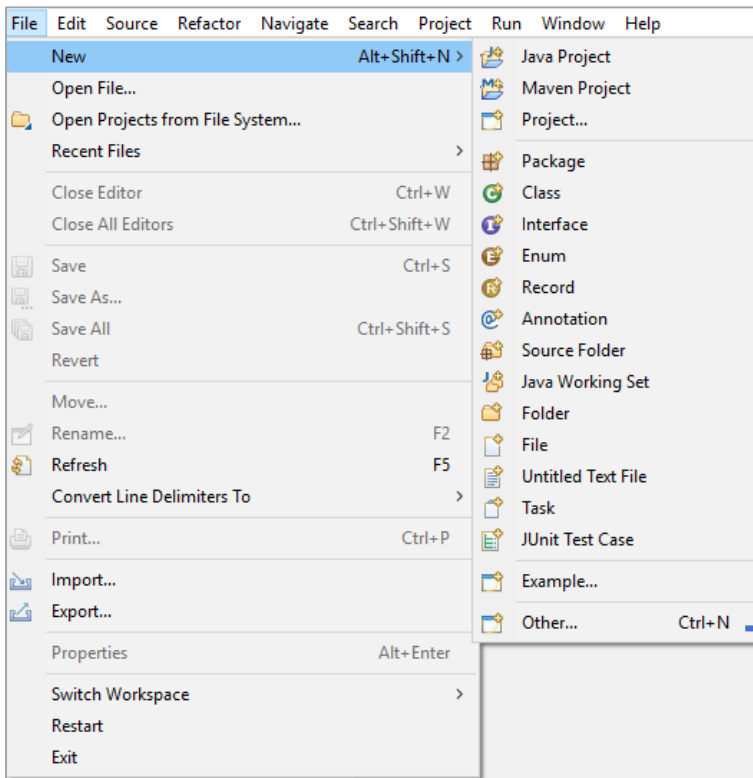 File Edit Source Refactor Navigate Search Project Run Window Help
New Alt+Shift+N >
Open File...
Open Projects from File System...
Recent Files >
Close Editor Ctrl+W
Close All Editors Ctrl+Shift+W
Save Ctrl+S
Save As...
Save All Ctrl+Shift+S
Revert
Move...
Rename... F2
Refresh F5
Convert Line Delimiters To >
Print... Ctrl+P
Import...
Export...
Properties Alt+Enter
Switch Workspace >
Restart
Exit
Java Project
Maven Project
Project...
Package
Class
Interface
Enum
Record
Annotation
Source Folder
Java Working Set
Folder
File
Untitled Text File
Task
JUnit Test Case
Example...
Other... Ctrl+N